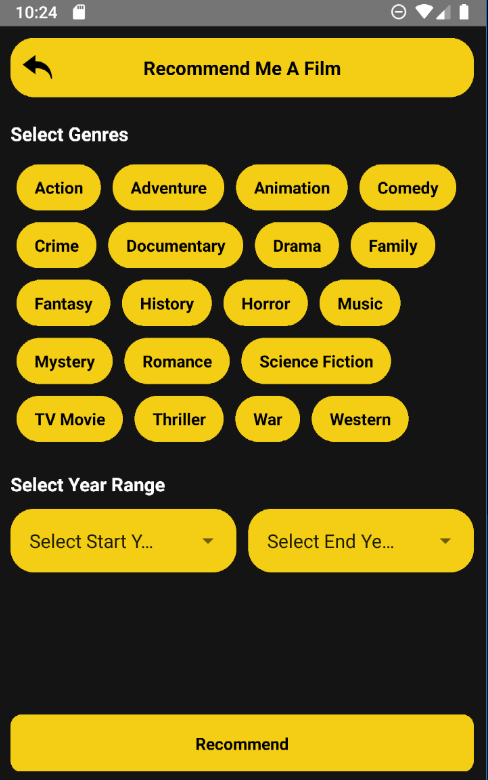 10:24
Recommend Me A Film
Select Genres
Action Adventure Animation Comedy
Crime Documentary Drama Family
Fantasy History Horror Music
Mystery Romance Science Fiction
TV Movie Thriller War Western
Select Year Range
Select Start Y... Select End Ye...
Recommend